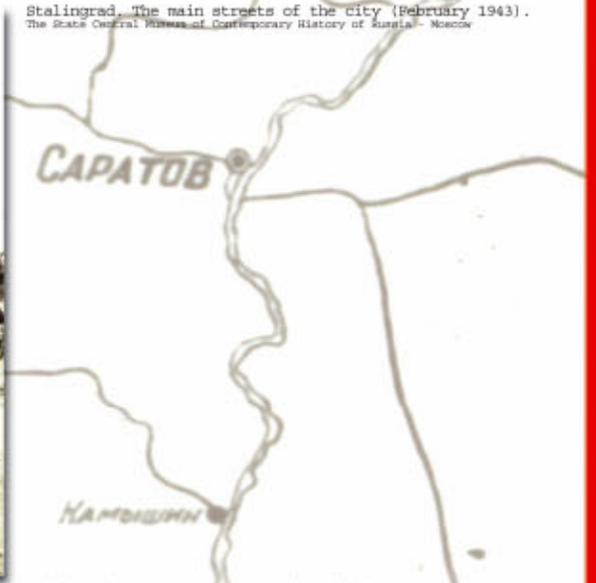 Stalingrad. The main streets of the city (February 1943).
The State Central Museum of Contemporary History of Russia - Moscow
САРАТОВ
КАМЫШИН